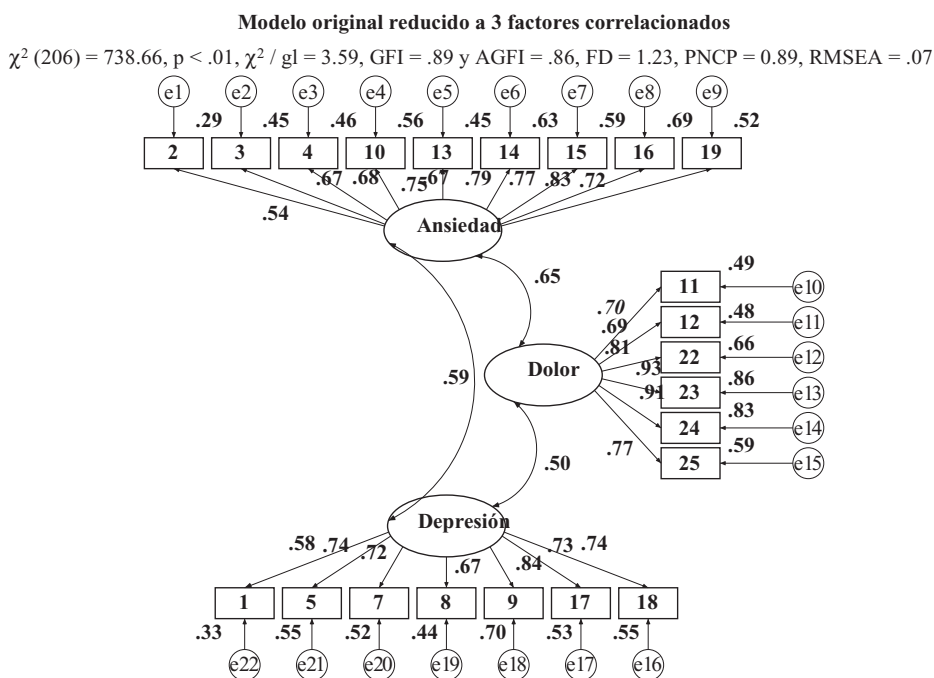 Modelo original reducido a 3 factores correlacionados
χ² (206) = 738.66, p < .01, χ² / gl = 3.59, GFI = .89 y AGFI = .86, FD = 1.23, PNCP = 0.89, RMSEA = .07
e1 e2 e3 e4 e5 e6 e7 e8 e9
.29 .45 .46 .56 .45 .63 .59 .69 .52
2 3 4 10 13 14 15 16 19
.54 .67 .68 .75 .67 .79 .77 .83 .72
Ansiedad
.65
.59
.49
11 e10
.70
.48
.69 12 e11
.66
.81 22 e12
.86
.93 23 e13
.83
.91 24 e14
.59
.77 25 e15
Dolor
.50
Depresión
.58 .74 .72 .67 .84 .73 .74
1 5 7 8 9 17 18
.33 .55 .52 .44 .70 .53 .55
e22 e21 e20 e19 e18 e17 e16